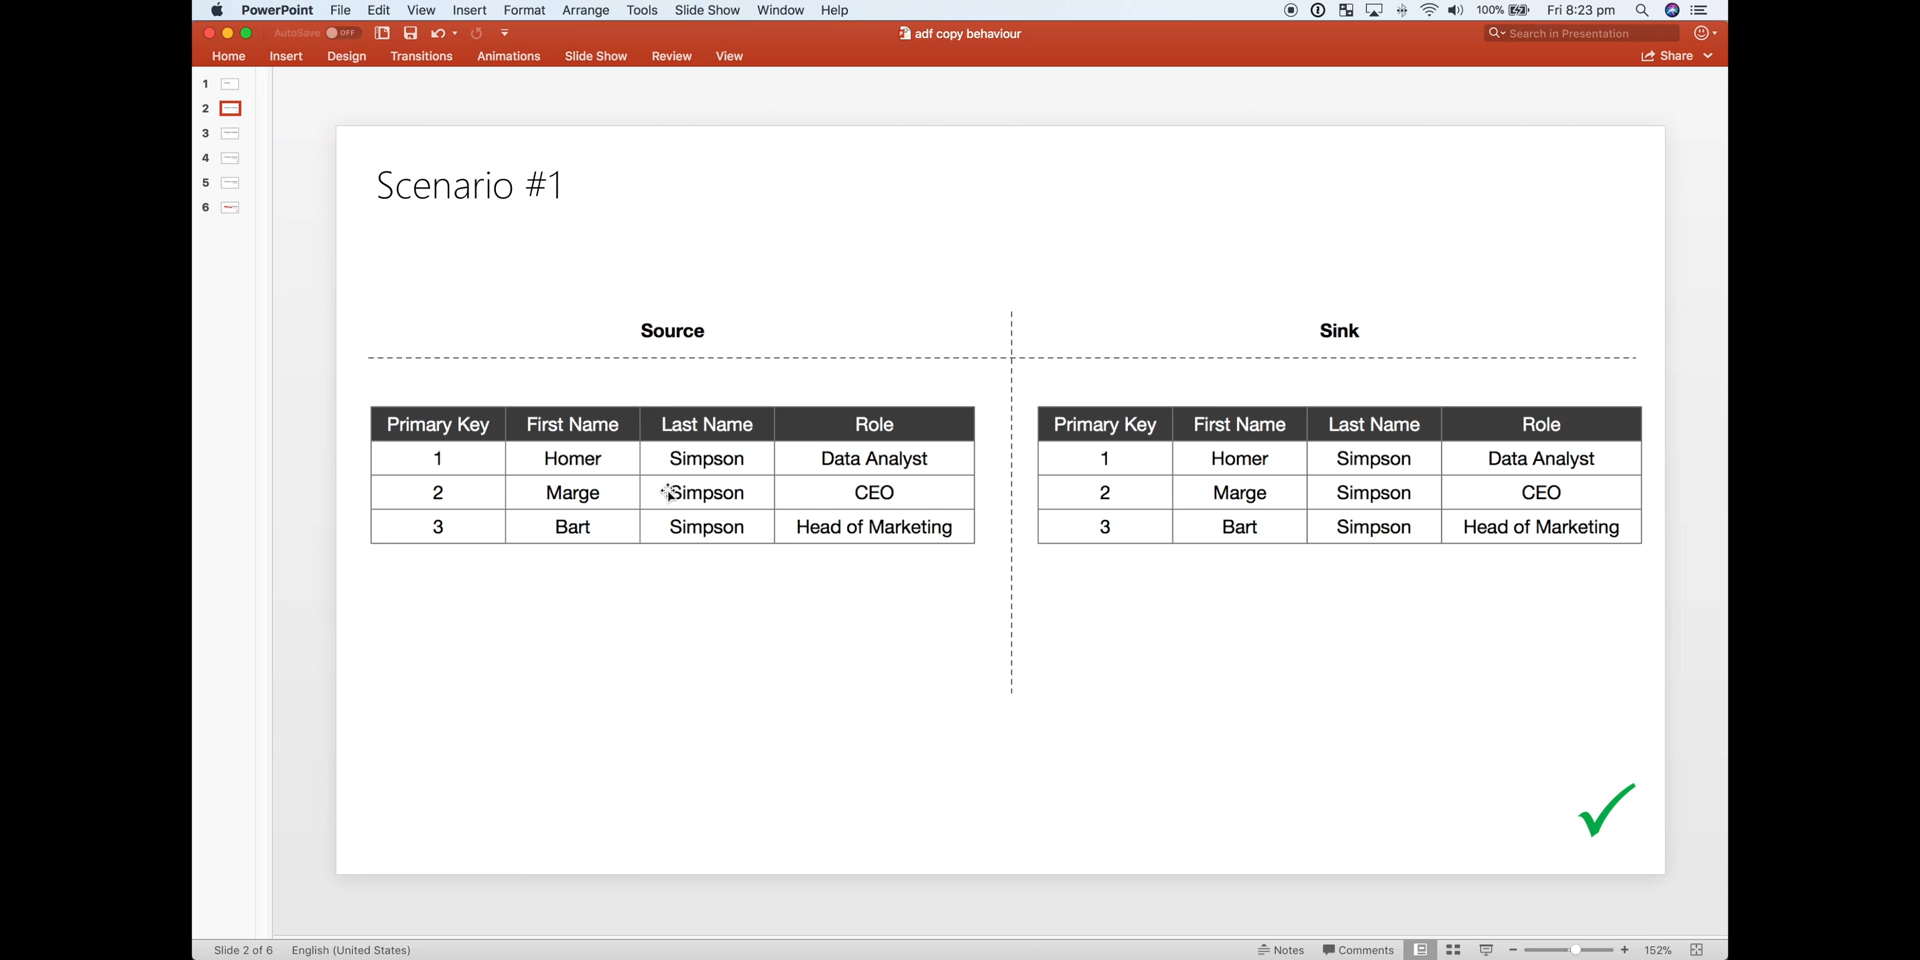 PowerPoint File Edit View Insert Format Arrange Tools Slide Show Window Help 100% Fri 8:23 pm
AutoSave OFF adf copy behaviour Search in Presentation
Home Insert Design Transitions Animations Slide Show Review View Share
1
2
3
4
5
6
Scenario #1
Source Sink
Primary Key First Name Last Name Role Primary Key First Name Last Name Role
1 Homer Simpson Data Analyst 1 Homer Simpson Data Analyst
2 Marge Simpson CEO 2 Marge Simpson CEO
3 Bart Simpson Head of Marketing 3 Bart Simpson Head of Marketing
Slide 2 of 6 English (United States) Notes Comments 152%